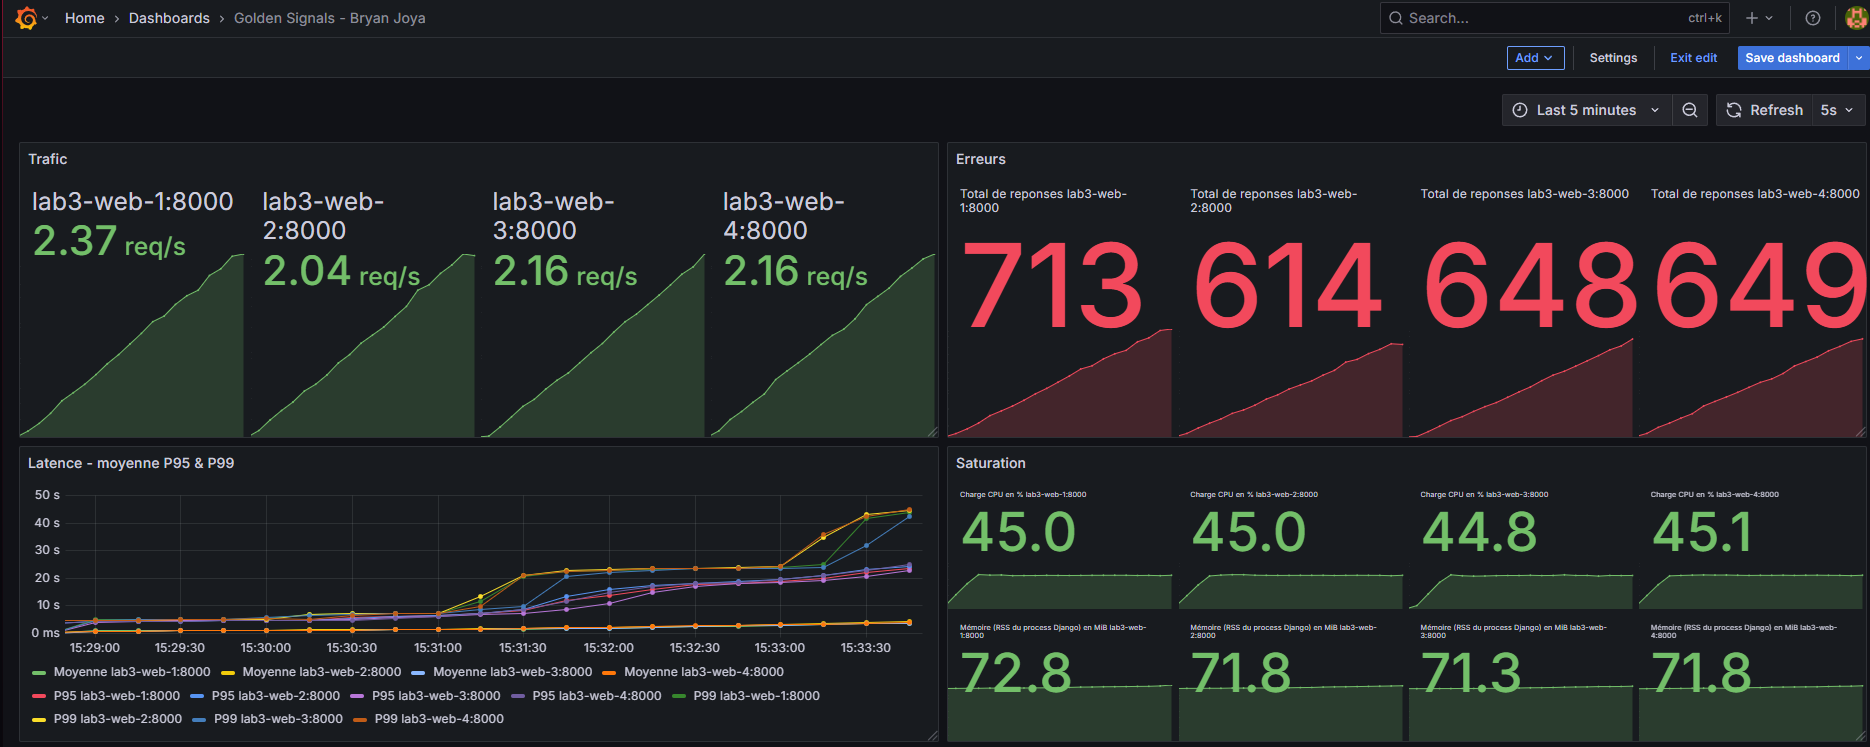 Home › Dashboards › Golden Signals - Bryan Joya
Search... ctrl+k
Add Settings Exit edit Save dashboard
Last 5 minutes Refresh 5s
Trafic
lab3-web-1:8000
2.37 req/s
lab3-web-
2:8000
2.04 req/s
lab3-web-
3:8000
2.16 req/s
lab3-web-
4:8000
2.16 req/s
Erreurs
Total de reponses lab3-web-
1:8000
713
Total de reponses lab3-web-
2:8000
614
Total de reponses lab3-web-3:8000
648
Total de reponses lab3-web-4:8000
649
Latence - moyenne P95 & P99
50 s
40 s
30 s
20 s
10 s
0 ms
15:29:00 15:29:30 15:30:00 15:30:30 15:31:00 15:31:30 15:32:00 15:32:30 15:33:00 15:33:30
Moyenne lab3-web-1:8000 Moyenne lab3-web-2:8000 Moyenne lab3-web-3:8000 Moyenne lab3-web-4:8000
P95 lab3-web-1:8000 P95 lab3-web-2:8000 P95 lab3-web-3:8000 P95 lab3-web-4:8000 P99 lab3-web-1:8000
P99 lab3-web-2:8000 P99 lab3-web-3:8000 P99 lab3-web-4:8000
Saturation
Charge CPU en % lab3-web-1:8000
45.0
Charge CPU en % lab3-web-2:8000
45.0
Charge CPU en % lab3-web-3:8000
44.8
Charge CPU en % lab3-web-4:8000
45.1
Mémoire (RSS du process Django) en MiB lab3-web-
1:8000
72.8
Mémoire (RSS du process Django) en MiB lab3-web-
2:8000
71.8
Mémoire (RSS du process Django) en MiB lab3-web-
3:8000
71.3
Mémoire (RSS du process Django) en MiB lab3-web-
4:8000
71.8